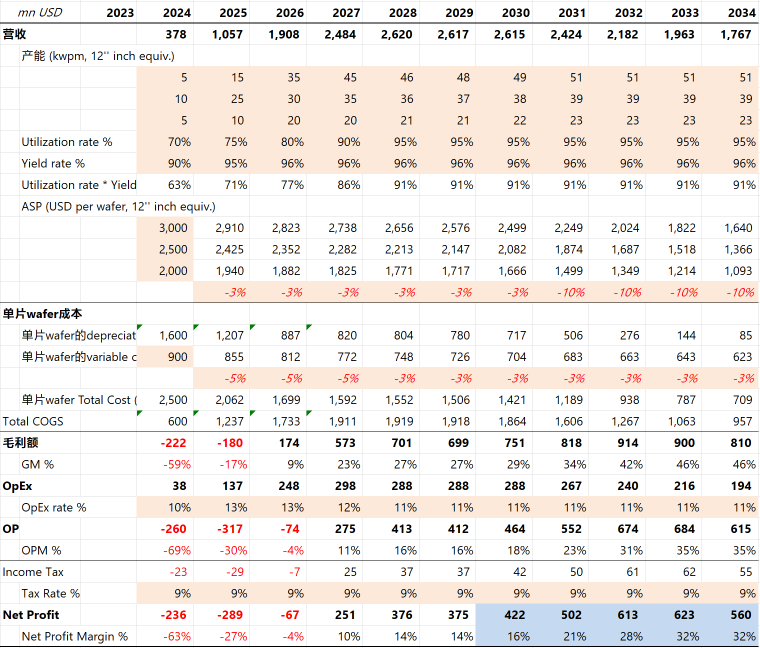 mn USD 2023 2024 2025 2026 2027 2028 2029 2030 2031 2032 2033 2034
营收 378 1,057 1,908 2,484 2,620 2,617 2,615 2,424 2,182 1,963 1,767
产能 (kwpm, 12'' inch equiv.)
5 15 35 45 46 48 49 51 51 51 51
10 25 30 35 36 37 38 39 39 39 39
5 10 20 20 21 21 22 23 23 23 23
Utilization rate % 70% 75% 80% 90% 95% 95% 95% 95% 95% 95% 95%
Yield rate % 90% 95% 96% 96% 96% 96% 96% 96% 96% 96% 96%
Utilization rate * Yield 63% 71% 77% 86% 91% 91% 91% 91% 91% 91% 91%
ASP (USD per wafer, 12'' inch equiv.)
3,000 2,910 2,823 2,738 2,656 2,576 2,499 2,249 2,024 1,822 1,640
2,500 2,425 2,352 2,282 2,213 2,147 2,082 1,874 1,687 1,518 1,366
2,000 1,940 1,882 1,825 1,771 1,717 1,666 1,499 1,349 1,214 1,093
-3% -3% -3% -3% -3% -3% -10% -10% -10% -10%
单片wafer成本
单片wafer的depreciat 1,600 1,207 887 820 804 780 717 506 276 144 85
单片wafer的variable c 900 855 812 772 748 726 704 683 663 643 623
-5% -5% -5% -3% -3% -3% -3% -3% -3% -3%
单片wafer Total Cost ( 2,500 2,062 1,699 1,592 1,552 1,506 1,421 1,189 938 787 709
Total COGS 600 1,237 1,733 1,911 1,919 1,918 1,864 1,606 1,267 1,063 957
毛利额 -222 -180 174 573 701 699 751 818 914 900 810
GM % -59% -17% 9% 23% 27% 27% 29% 34% 42% 46% 46%
OpEx 38 137 248 298 288 288 288 267 240 216 194
OpEx rate % 10% 13% 13% 12% 11% 11% 11% 11% 11% 11% 11%
OP -260 -317 -74 275 413 412 464 552 674 684 615
OPM % -69% -30% -4% 11% 16% 16% 18% 23% 31% 35% 35%
Income Tax -23 -29 -7 25 37 37 42 50 61 62 55
Tax Rate % 9% 9% 9% 9% 9% 9% 9% 9% 9% 9% 9%
Net Profit -236 -289 -67 251 376 375 422 502 613 623 560
Net Profit Margin % -63% -27% -4% 10% 14% 14% 16% 21% 28% 32% 32%